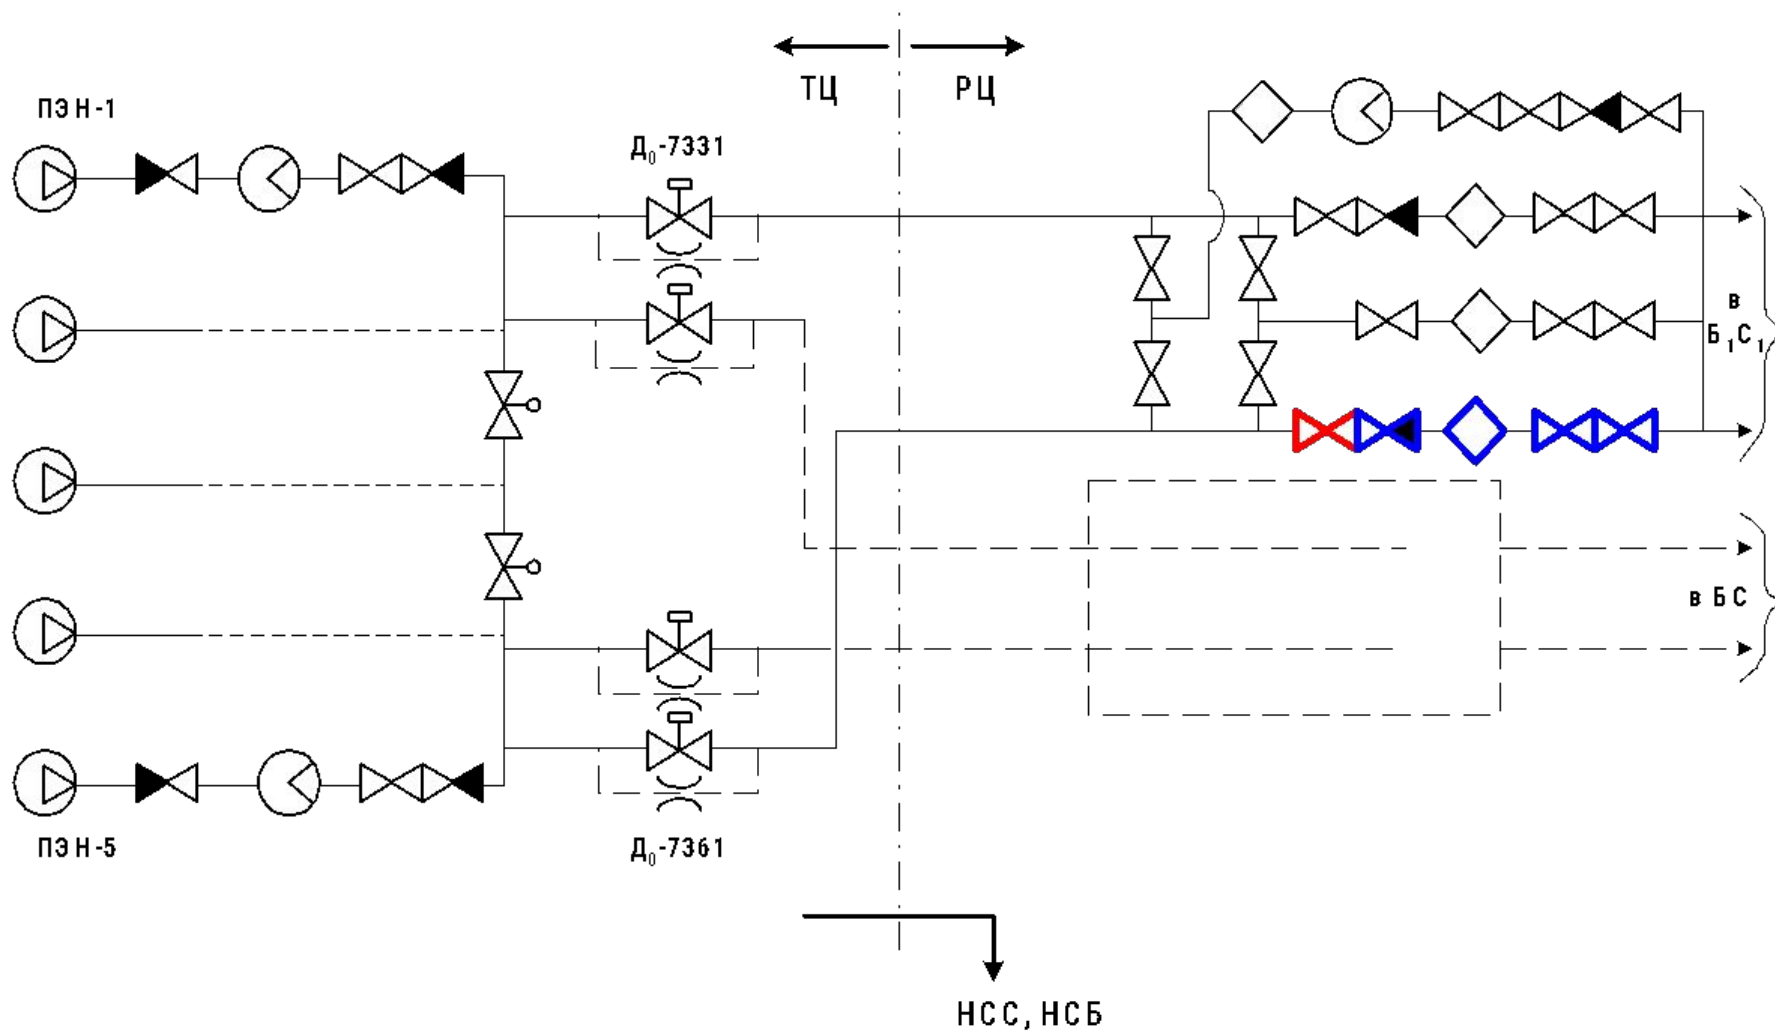 ТЦ
РЦ
ПЭН-1
Д₀-7331
в
Б₁С₁
в БС
ПЭН-5
Д₀-7361
НСС, НСБ